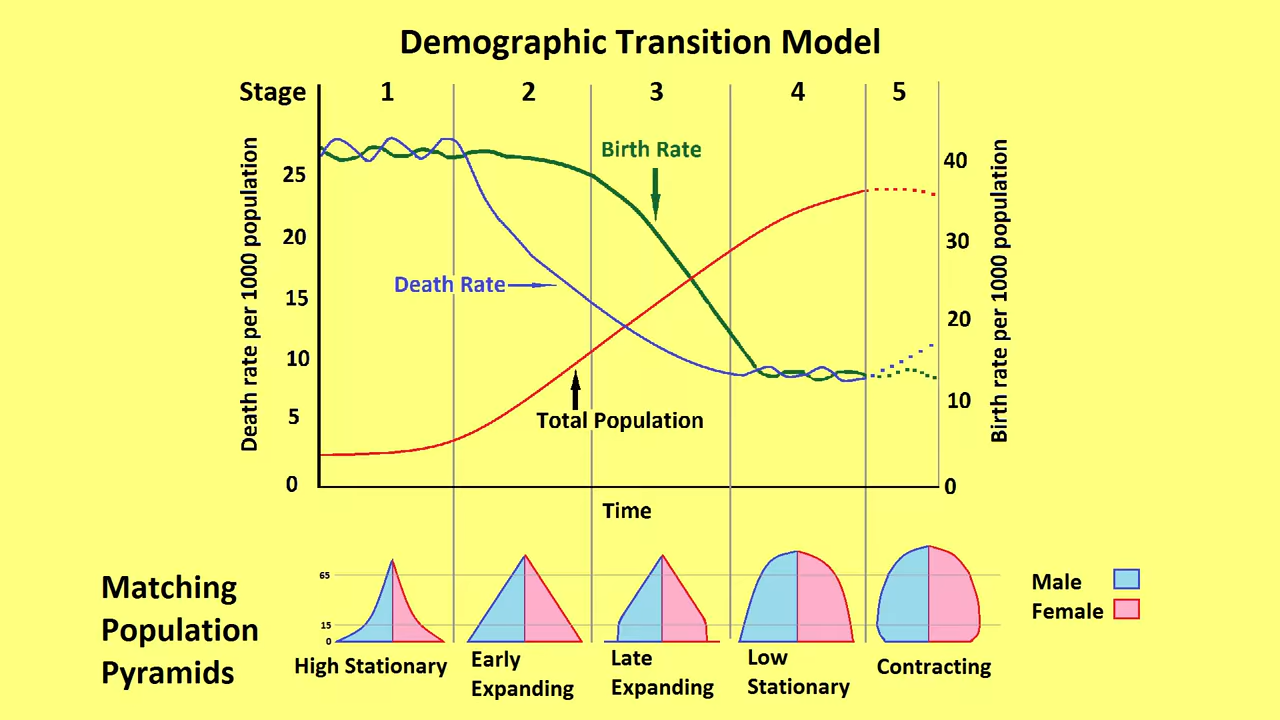 Demographic Transition Model
Stage 1 2 3 4 5
Death rate per 1000 population
25
20
15
10
5
0
Birth Rate
Death Rate
Total Population
40
30
20
10
0
Birth rate per 1000 population
Time
Matching
Population
Pyramids
65
15
0
High Stationary
Early
Expanding
Late
Expanding
Low
Stationary
Contracting
Male
Female